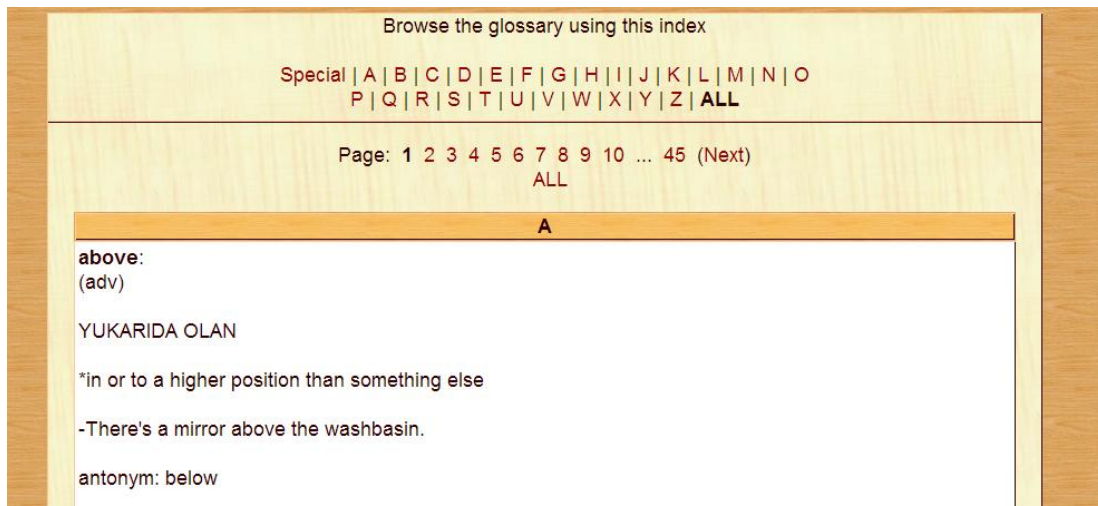 Browse the glossary using this index
Special | A | B | C | D | E | F | G | H | I | J | K | L | M | N | O
P | Q | R | S | T | U | V | W | X | Y | Z | ALL
Page: 1 2 3 4 5 6 7 8 9 10 ... 45 (Next)
ALL
A
above:
(adv)
YUKARIDA OLAN
*in or to a higher position than something else
-There's a mirror above the washbasin.
antonym: below